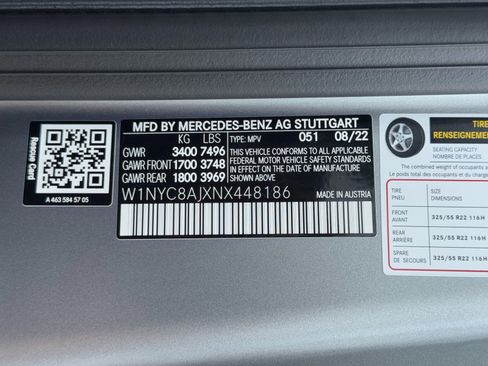 Rescue Card
A 463 584 57 05
MFD BY MERCEDES-BENZ AG STUTTGART
KG LBS TYPE: MPV 051 08/22
GWR 3400 7496
GAWR FRONT 1700 3748
GAWR REAR 1800 3969
THIS VEHICLE CONFORMS TO ALL APPLICABLE
FEDERAL MOTOR VEHICLE SAFETY STANDARDS
IN EFFECT ON THE DATE OF MANUFACTURE
SHOWN ABOVE
W1NYC8AJXNX448186
MADE IN AUSTRIA
TIRE
RENSEIGNEMEN
SEATING CAPACITY
NOMBRE DE PLACES
The combined weight of occupants a
Le poids total des occupants et du charge
TIRE
PNEU
SIZE
DIMENSIONS
FRONT
AVANT
325/55 R22 116H
REAR
ARRIÈRE
325/55 R22 116H
SPARE
DE SECOURS
325/55 R22 116H